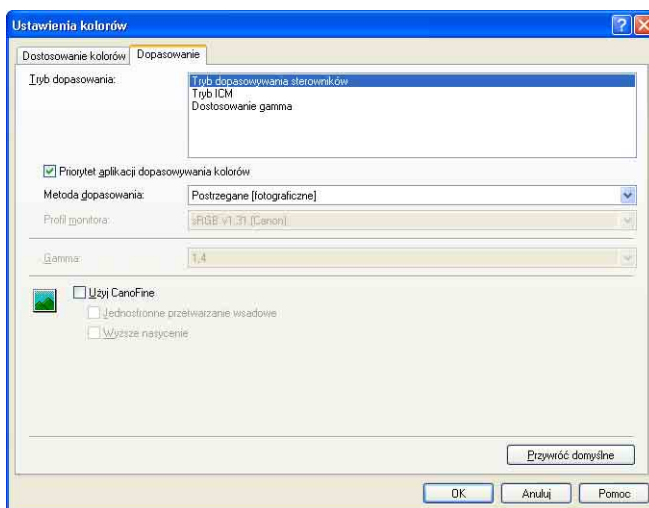 Ustawienia kolorów
Dostosowanie kolorów Dopasowanie
Tryb dopasowania:
Tryb dopasowywania sterowników
Tryb ICM
Dostosowanie gamma
Priorytet aplikacji dopasowywania kolorów
Metoda dopasowania: Postrzegane [fotograficzne]
Profil monitora: sRGB v1.31 (Canon)
Gamma: 1,4
Użyj CanoFine
Jednostronne przetwarzanie wsadowe
Wyższe nasycenie
Przywróć domyślne
OK Anuluj Pomoc